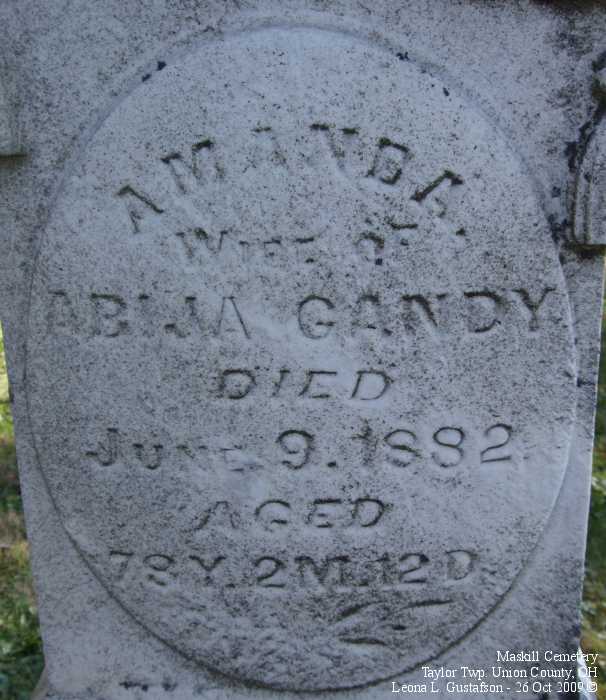 AMANDA.
WIFE OF
ABIJA GANDY
DIED
JUNE 9. 1882
AGED
78Y. 2M. 12D
Maskill Cemetery
Taylor Twp. Union County, OH
Leona L. Gustafson - 26 Oct 2009 ©